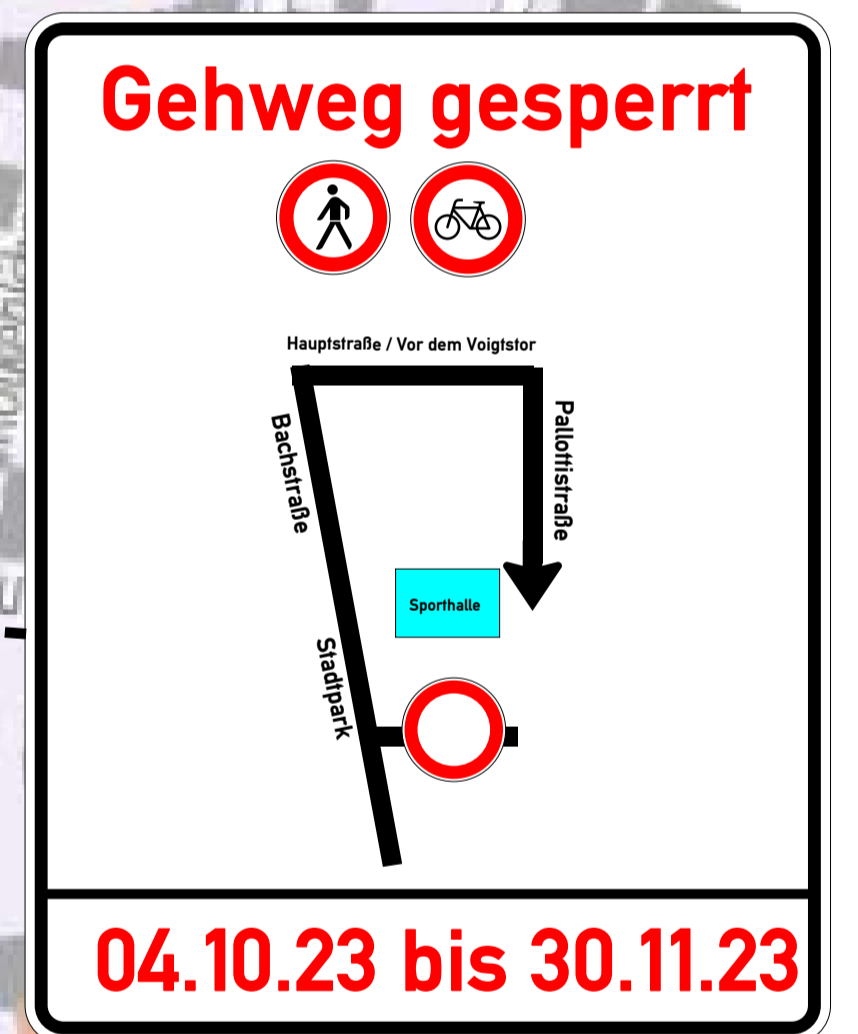 Gehweg gesperrt
Hauptstraße / Vor dem Voigtstor
Bachstraße
Pallottistraße
Sporthalle
Stadtpark
04.10.23 bis 30.11.23